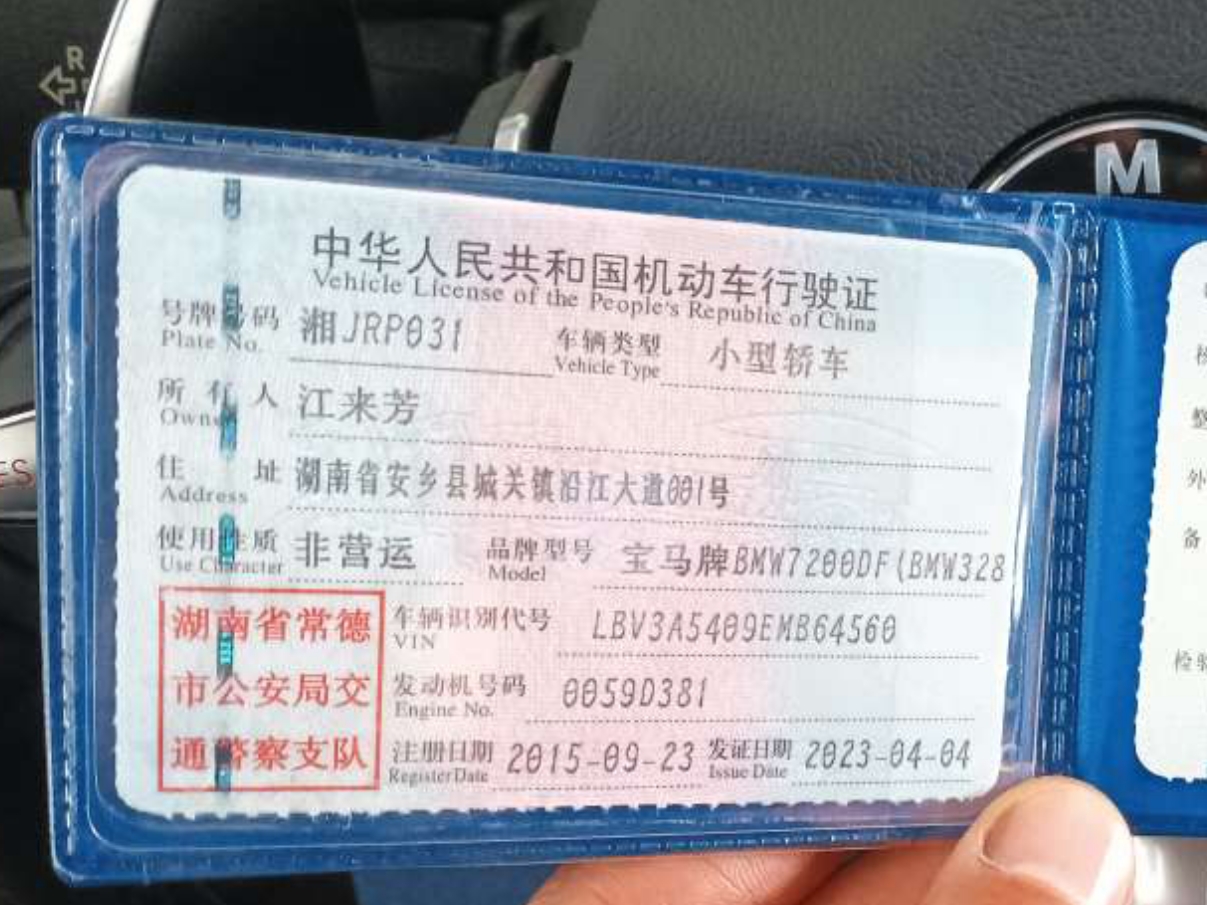 R
M
中华人民共和国机动车行驶证
Vehicle License of the People's Republic of China
号牌号码 湘JRP031 车辆类型 小型轿车
Plate No. Vehicle Type
所有人 江来芳
Owner
住址 湖南省安乡县城关镇沿江大道001号
Address
使用性质 非营运 品牌型号 宝马牌BMW7200DF(BMW328
Use Character Model
湖南省常德 车辆识别代号 LBV3A5409EMB64560
VIN
市公安局交 发动机号码 0059D381
Engine No.
通警察支队 注册日期 2015-09-23 发证日期 2023-04-04
Register Date Issue Date
ES
整
外
备
检验